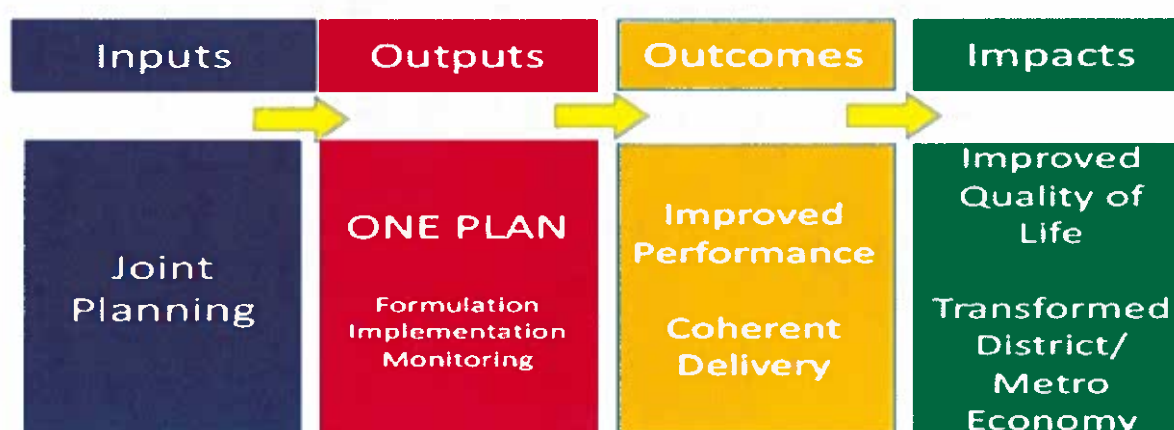 Inputs
Outputs
Outcomes
Impacts
Joint
Planning
ONE PLAN
Formulation
Implementation
Monitoring
Improved
Performance
Coherent
Delivery
Improved
Quality of
Life
Transformed
District/
Metro
Economy